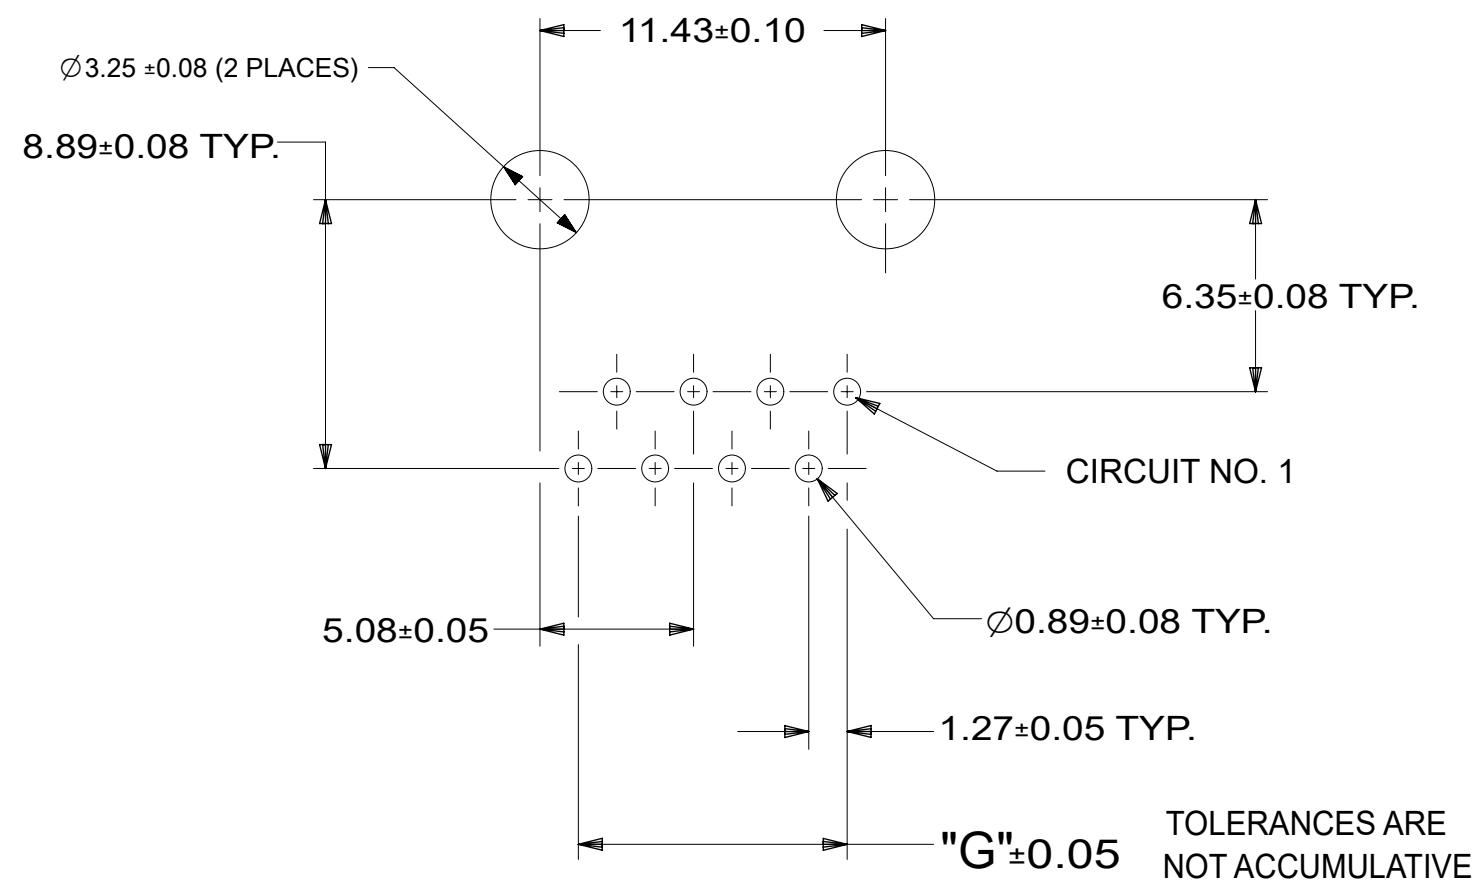 11.43±0.10
∅3.25 ±0.08 (2 PLACES)
8.89±0.08 TYP.
6.35±0.08 TYP.
CIRCUIT NO. 1
∅0.89±0.08 TYP.
5.08±0.05
1.27±0.05 TYP.
"G"±0.05
TOLERANCES ARE
NOT ACCUMULATIVE